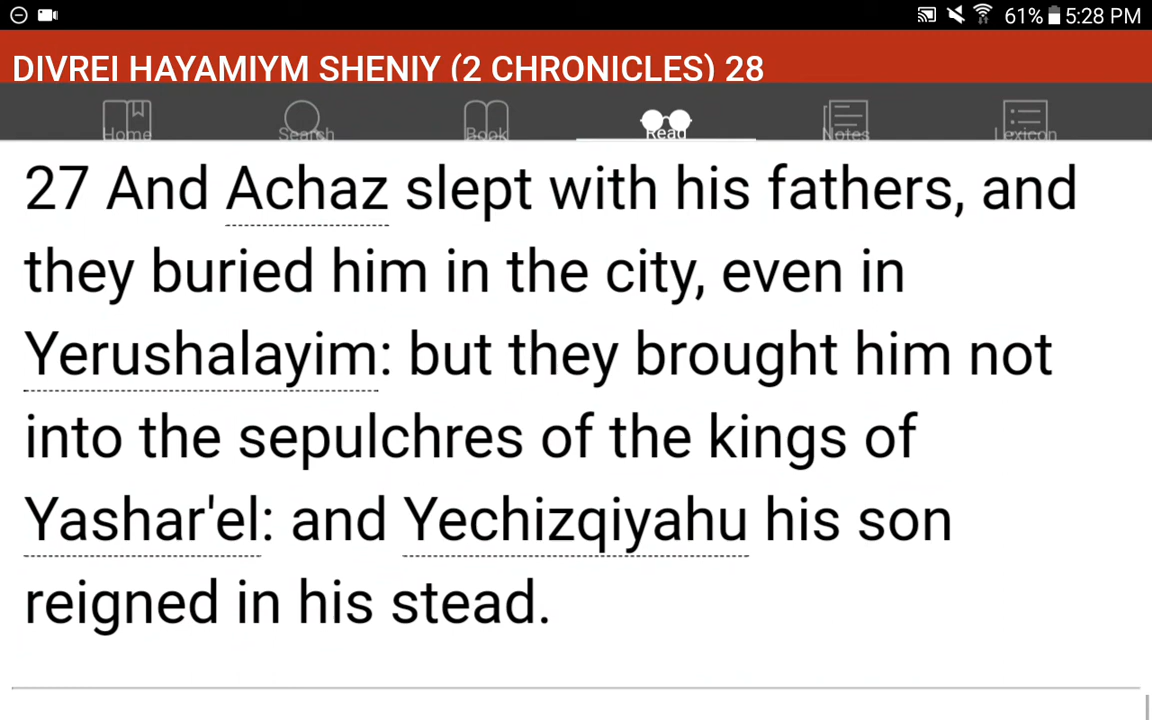 61% 5:28 PM
DIVREI HAYAMIYM SHENIY (2 CHRONICLES) 28
Home Search Book Read Notes Lexicon
27 And Achaz slept with his fathers, and
they buried him in the city, even in
Yerushalayim: but they brought him not
into the sepulchres of the kings of
Yashar'el: and Yechizqiyahu his son
reigned in his stead.